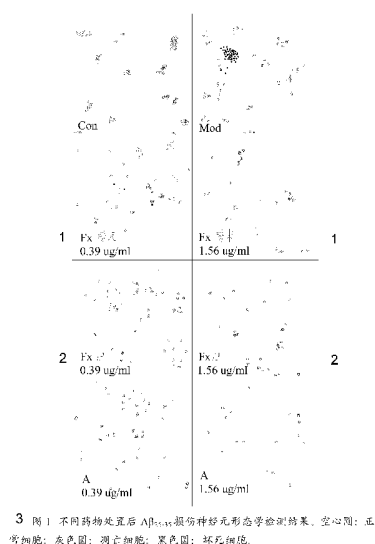 Con
Mod
1
Fx
0.39 ug/ml
Fx
1.56 ug/ml
1
2
Fx
0.39 ug/ml
Fx
1.56 ug/ml
2
A
0.39 ug/ml
A
1.56 ug/ml
3 图 1 不同药物处置后 Aβ25-35 损伤神经元形态学检测结果。空心圆：正
常细胞；灰色圆：凋亡细胞；黑色圆：坏死细胞。